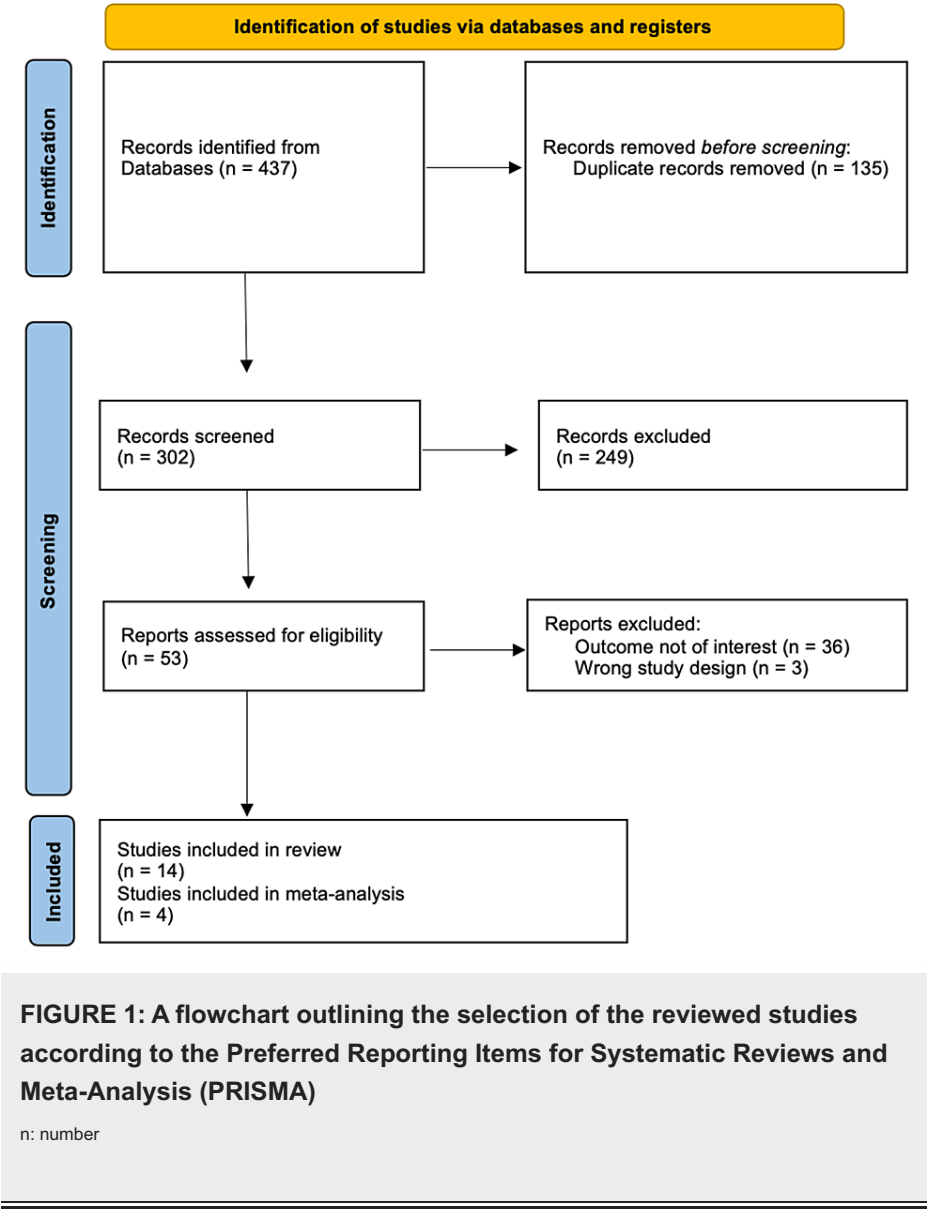 Identification of studies via databases and registers
Identification
Records identified from
Databases (n = 437)
Records removed before screening:
Duplicate records removed (n = 135)
Screening
Records screened
(n = 302)
Records excluded
(n = 249)
Reports assessed for eligibility
(n = 53)
Reports excluded:
Outcome not of interest (n = 36)
Wrong study design (n = 3)
Included
Studies included in review
(n = 14)
Studies included in meta-analysis
(n = 4)
FIGURE 1: A flowchart outlining the selection of the reviewed studies
according to the Preferred Reporting Items for Systematic Reviews and
Meta-Analysis (PRISMA)
n: number